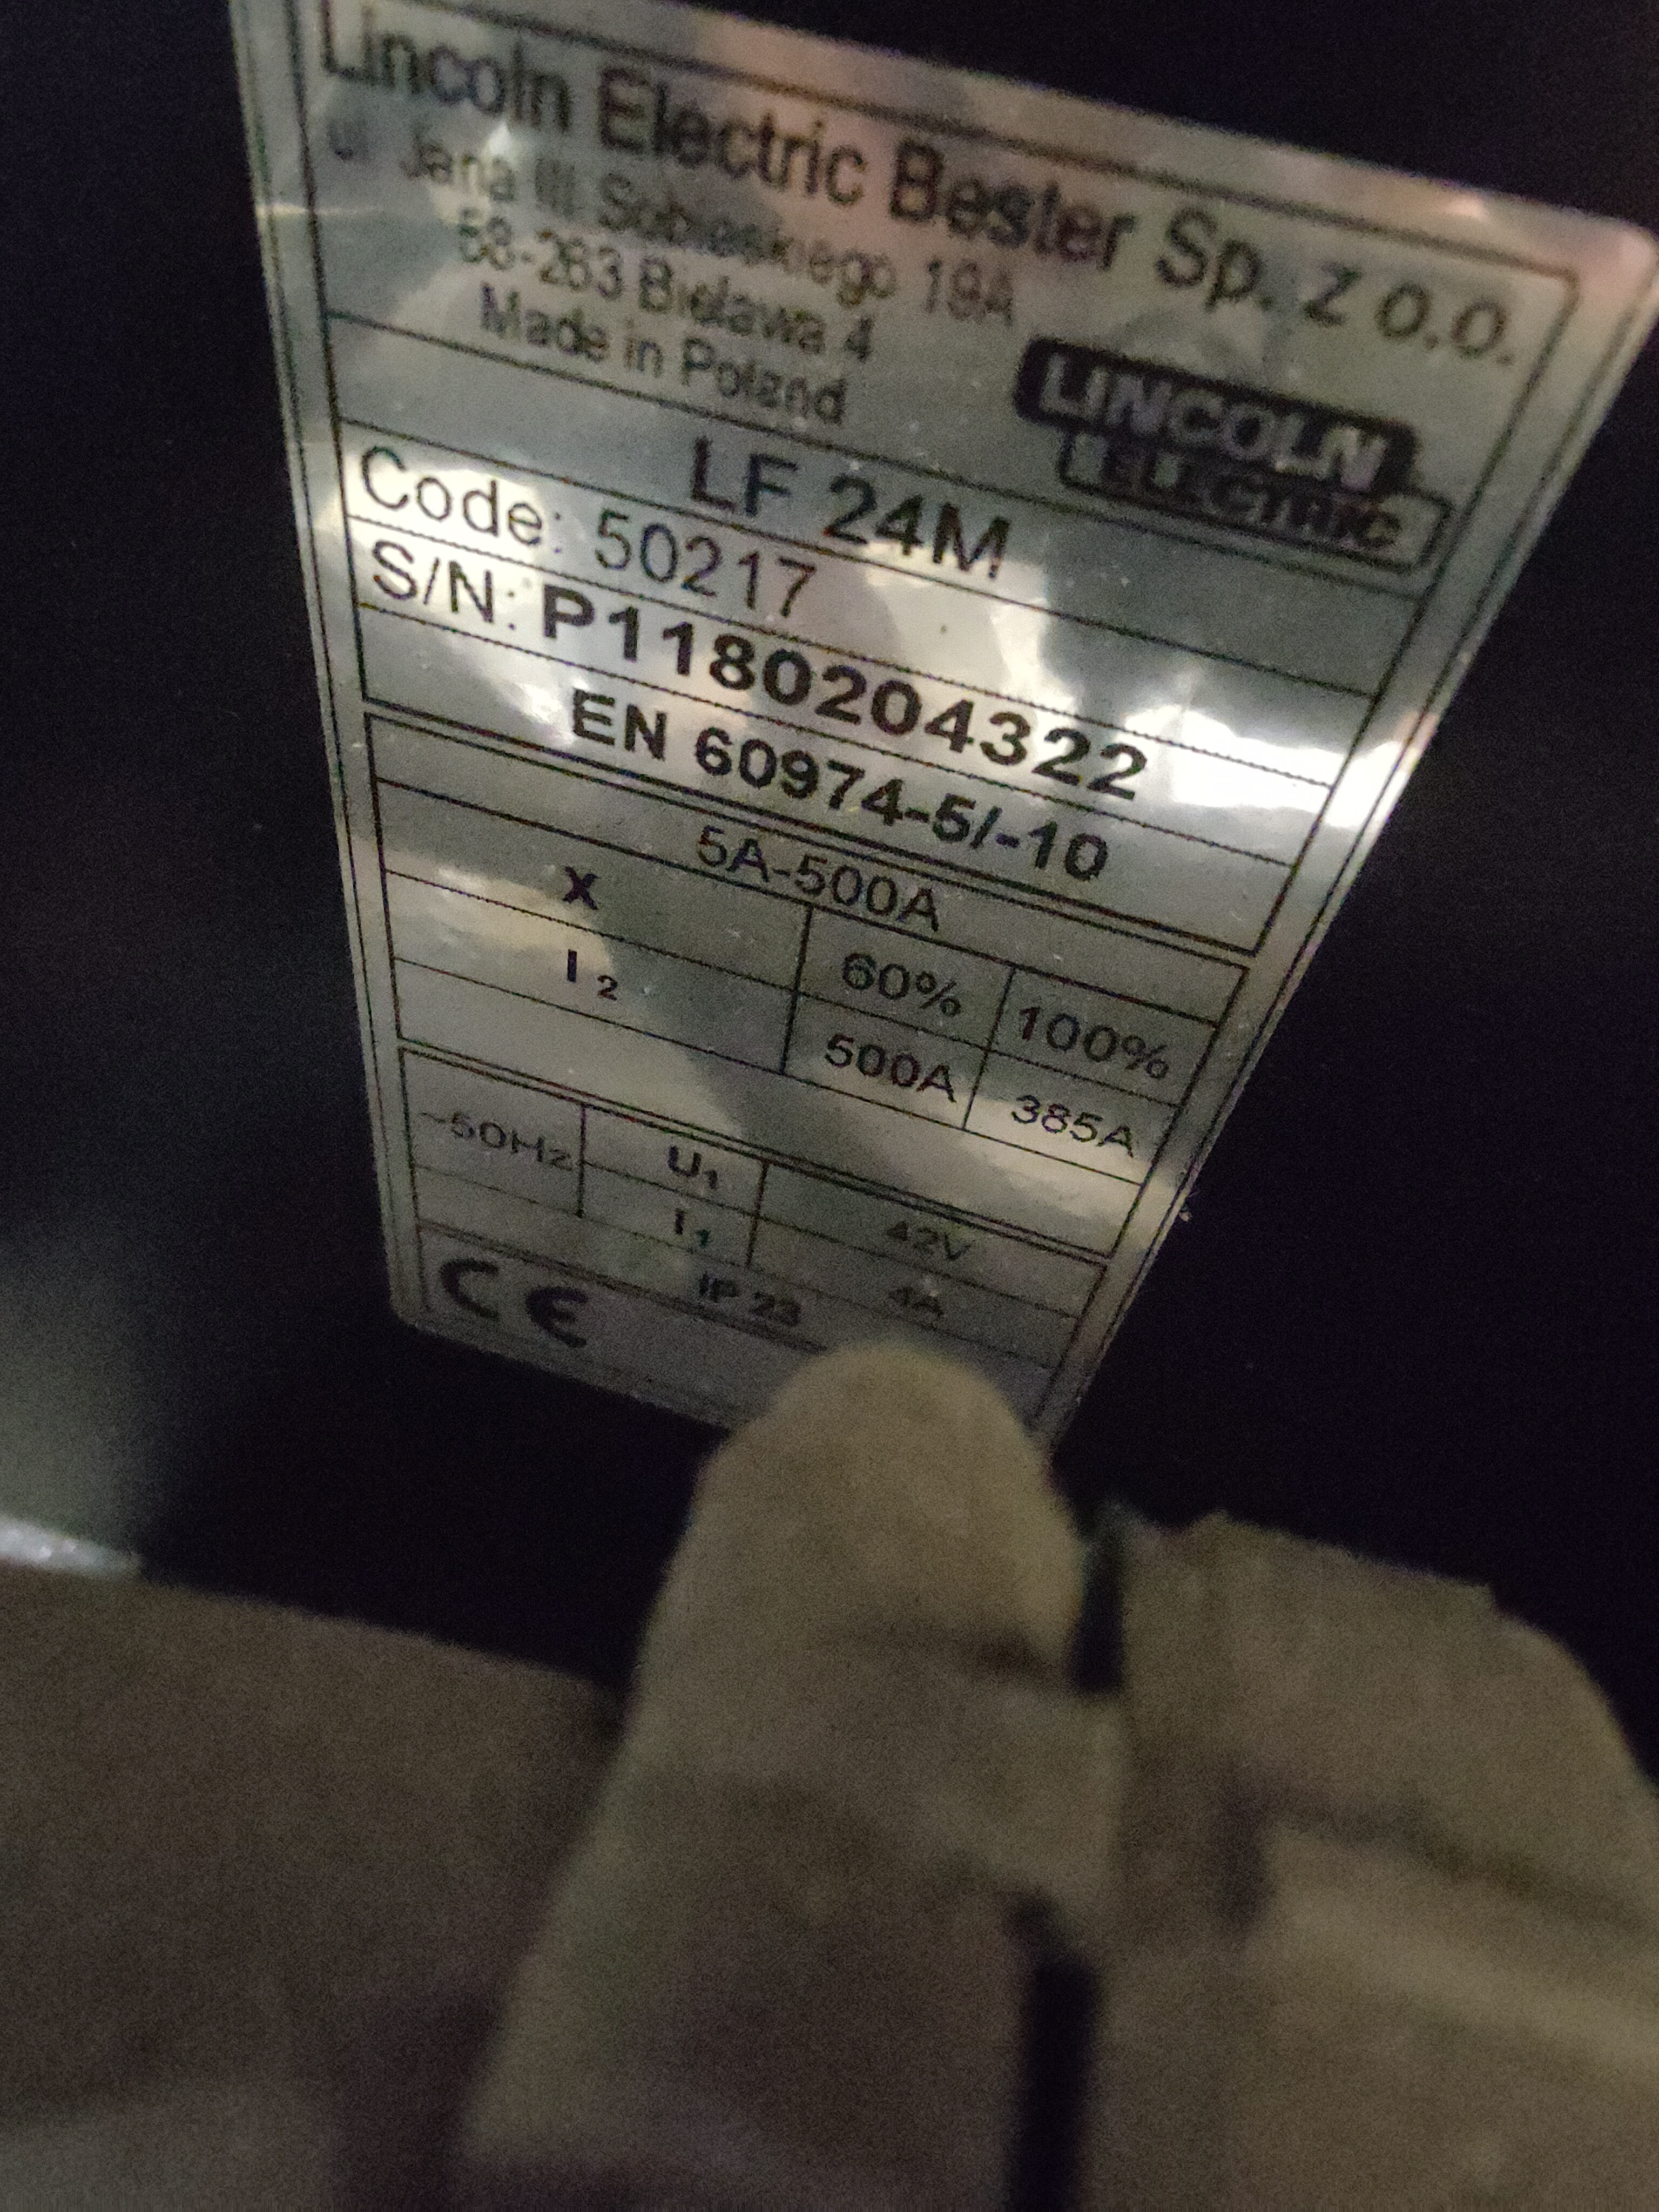 Lincoln Electric Bester Sp. z o.o.
ul. Jana III Sobieskiego 19A
58-263 Bielawa 4
Made in Poland
LINCOLN
ELECTRIC
LF 24M
Code: 50217
S/N: P1180204322
EN 60974-5/-10
5A-500A
X 60% 100%
I 2 500A 385A
~50Hz U1 42V
I1 4A
IP 23
CE